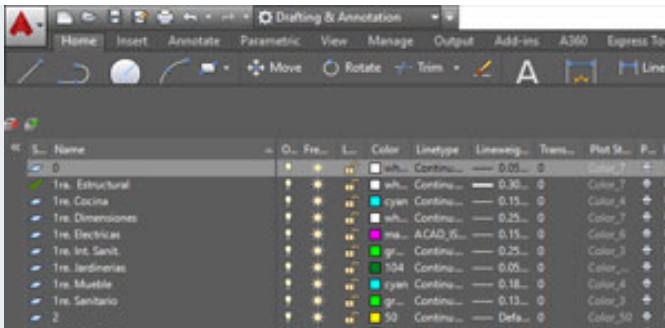 Drafting & Annotation
Home Insert Annotate Parametric View Manage Output Add-ins A360 Express To
Move Rotate Trim A Line
S... Name O... Fre... L... Color Linetype Lineweig... Trans... Plot St... P...
0 wh... Continu... 0.05... 0 Color_7
1ra. Estructural wh... Continu... 0.30... 0 Color_7
1re. Cocina cyan Continu... 0.15... 0 Color_4
1re. Dimensiones wh... Continu... 0.25... 0 Color_7
1re. Electricas ma... ACAD_IS... 0.15... 0 Color_6
1re. Int. Sanit. gr... Continu... 0.25... 0 Color_3
1re. Jardinerias 104 Continu... 0.05... 0 Color_...
1re. Mueble cyan Continu... 0.18... 0 Color_4
1re. Sanitario gr... Continu... 0.13... 0 Color_3
2 50 Continu... Defa... 0 Color_50